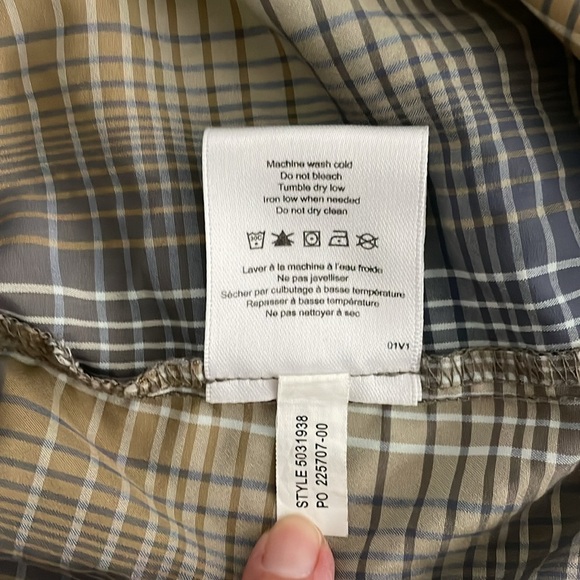 Machine wash cold
Do not bleach
Tumble dry low
Iron low when needed
Do not dry clean
30C
Laver à la machine à l'eau froide
Ne pas javelliser
Sécher par culbutage à basse température
Repasser à basse température
Ne pas nettoyer à sec
01V1
STYLE 5031938
PO 225707-00